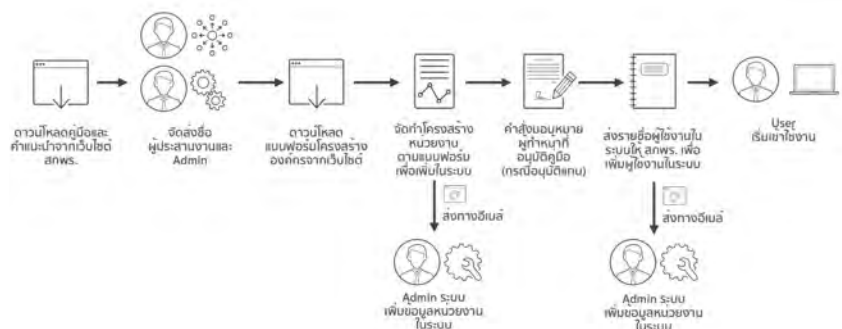 ดาวน์โหลดคู่มือและ
คำแนะนำจากเว็บไซต์
สกพร.
จัดส่งชื่อ
ผู้ประสานงานและ
Admin
ดาวน์โหลด
แบบฟอร์มโครงสร้าง
องค์กรจากเว็บไซต์
จัดทำโครงสร้าง
หน่วยงาน
ตามแบบฟอร์ม
เพื่อเพิ่มในระบบ
คำสั่งมอบหมาย
ผู้ทำหน้าที่
อนุมัติคู่มือ
(กรณีอนุมัติแทน)
ส่งรายชื่อผู้ใช้งานใน
ระบบให้ สกพร. เพื่อ
เพิ่มผู้ใช้งานในระบบ
User
เริ่มเข้าใช้งาน
ส่งทางอีเมล์
ส่งทางอีเมล์
Admin ระบบ
เพิ่มข้อมูลหน่วยงาน
ในระบบ
Admin ระบบ
เพิ่มข้อมูลหน่วยงาน
ในระบบ